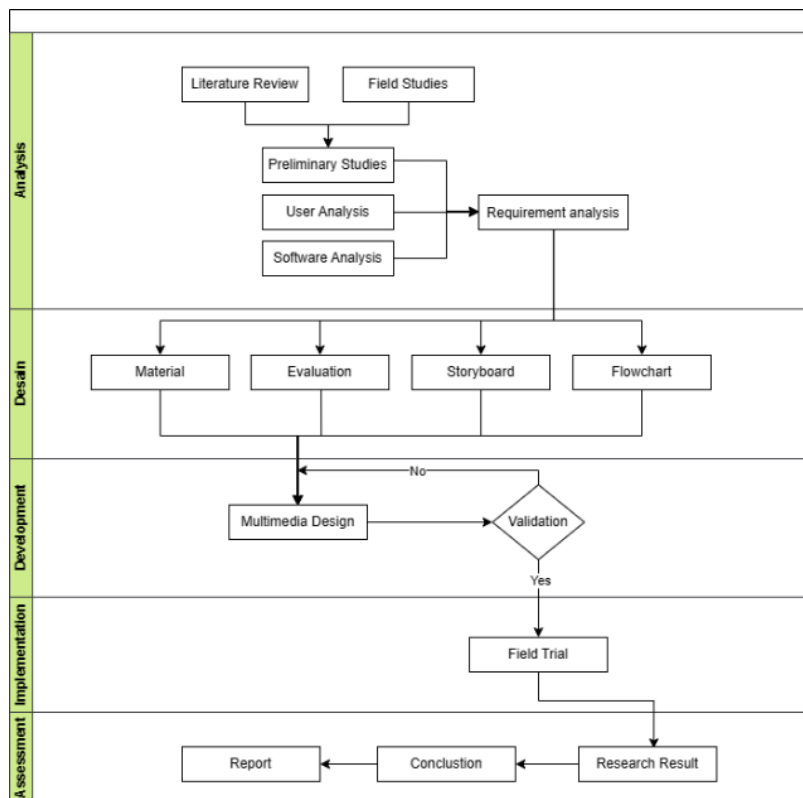 Analysis
Literature Review
Field Studies
Preliminary Studies
User Analysis
Requirement analysis
Software Analysis
Desain
Material
Evaluation
Storyboard
Flowchart
Development
No
Multimedia Design
Validation
Yes
Implementation
Field Trial
Assessment
Report
Conclustion
Research Result